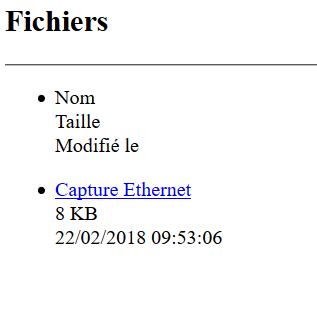 Fichiers
Nom
Taille
Modifié le
Capture Ethernet
8 KB
22/02/2018 09:53:06